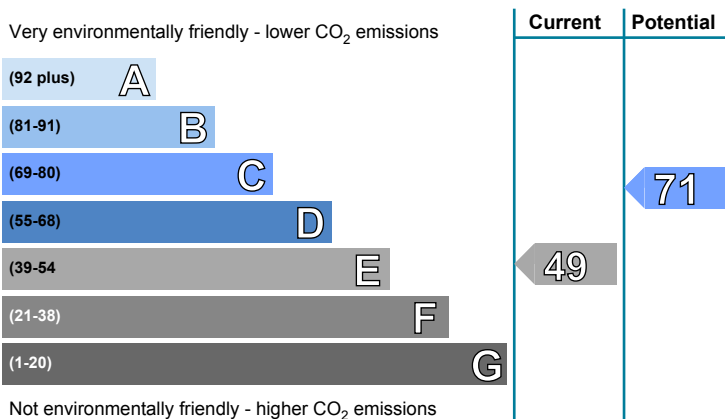 Current Potential
Very environmentally friendly - lower CO2 emissions
(92 plus) A
(81-91) B
(69-80) C
71
(55-68) D
(39-54 E
49
(21-38) F
(1-20) G
Not environmentally friendly - higher CO2 emissions